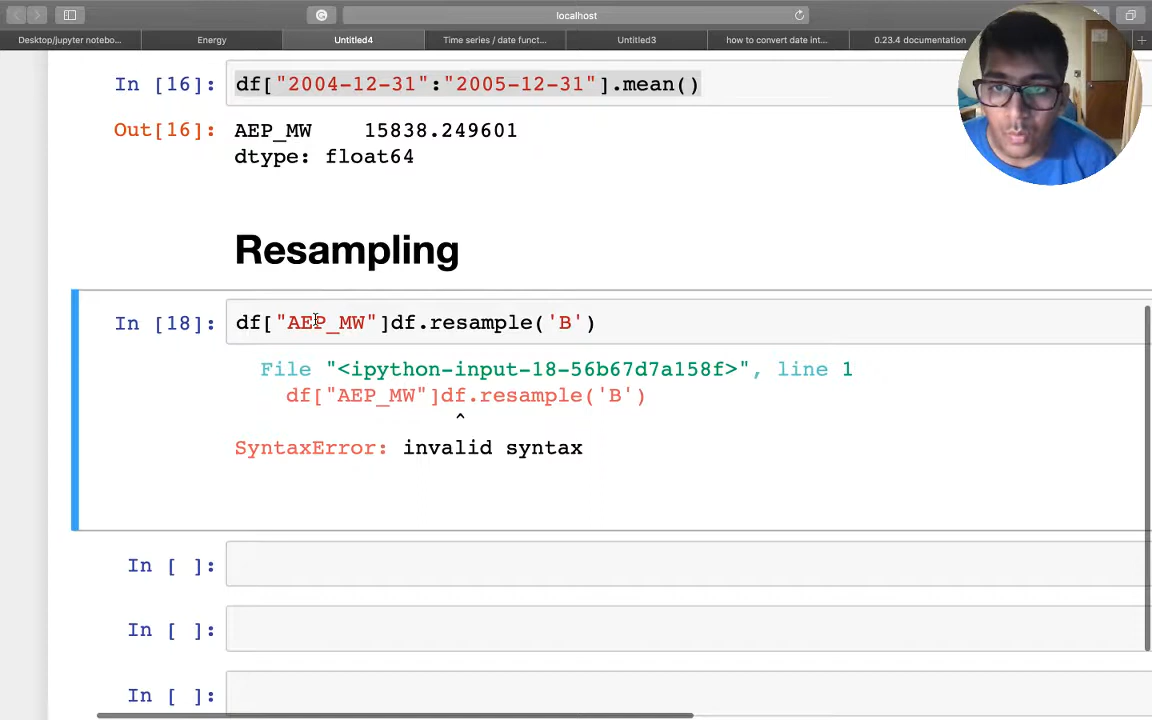 localhost
Desktop/jupyter notebo...
Energy
Untitled4
Time series / date funct...
Untitled3
how to convert date int...
0.23.4 documentation
In [16]: df["2004-12-31":"2005-12-31"].mean()
Out[16]: AEP_MW    15838.249601
dtype: float64
Resampling
In [18]: df["AEP_MW"]df.resample('B')
File "<ipython-input-18-56b67d7a158f>", line 1
df["AEP_MW"]df.resample('B')
^
SyntaxError: invalid syntax
In [ ]:
In [ ]:
In [ ]: